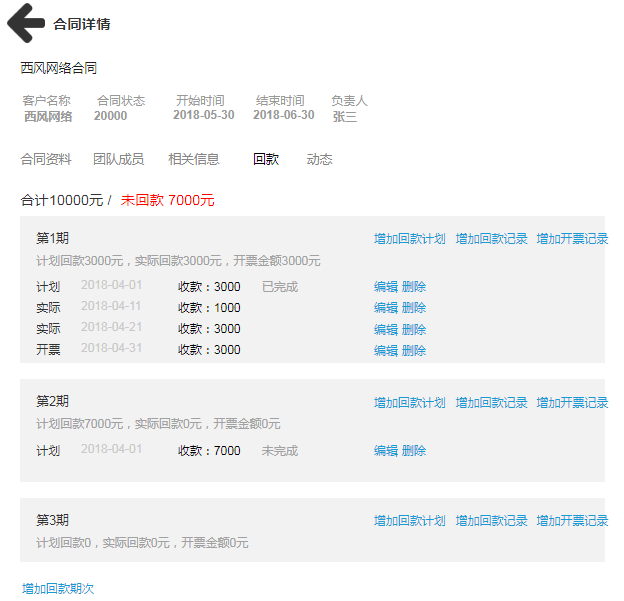 合同详情
西风网络合同
客户名称 合同状态 开始时间 结束时间 负责人
西风网络 20000 2018-05-30 2018-06-30 张三
合同资料 团队成员 相关信息 回款 动态
合计10000元 / 未回款 7000元
第1期 增加回款计划 增加回款记录 增加开票记录
计划回款3000元，实际回款3000元，开票金额3000元
计划 2018-04-01 收款：3000 已完成 编辑 删除
实际 2018-04-11 收款：1000 编辑 删除
实际 2018-04-21 收款：3000 编辑 删除
开票 2018-04-31 收款：3000 编辑 删除
第2期 增加回款计划 增加回款记录 增加开票记录
计划回款7000元，实际回款0元，开票金额0元
计划 2018-04-01 收款：7000 未完成 编辑 删除
第3期 增加回款计划 增加回款记录 增加开票记录
计划回款0，实际回款0元，开票金额0元
增加回款期次